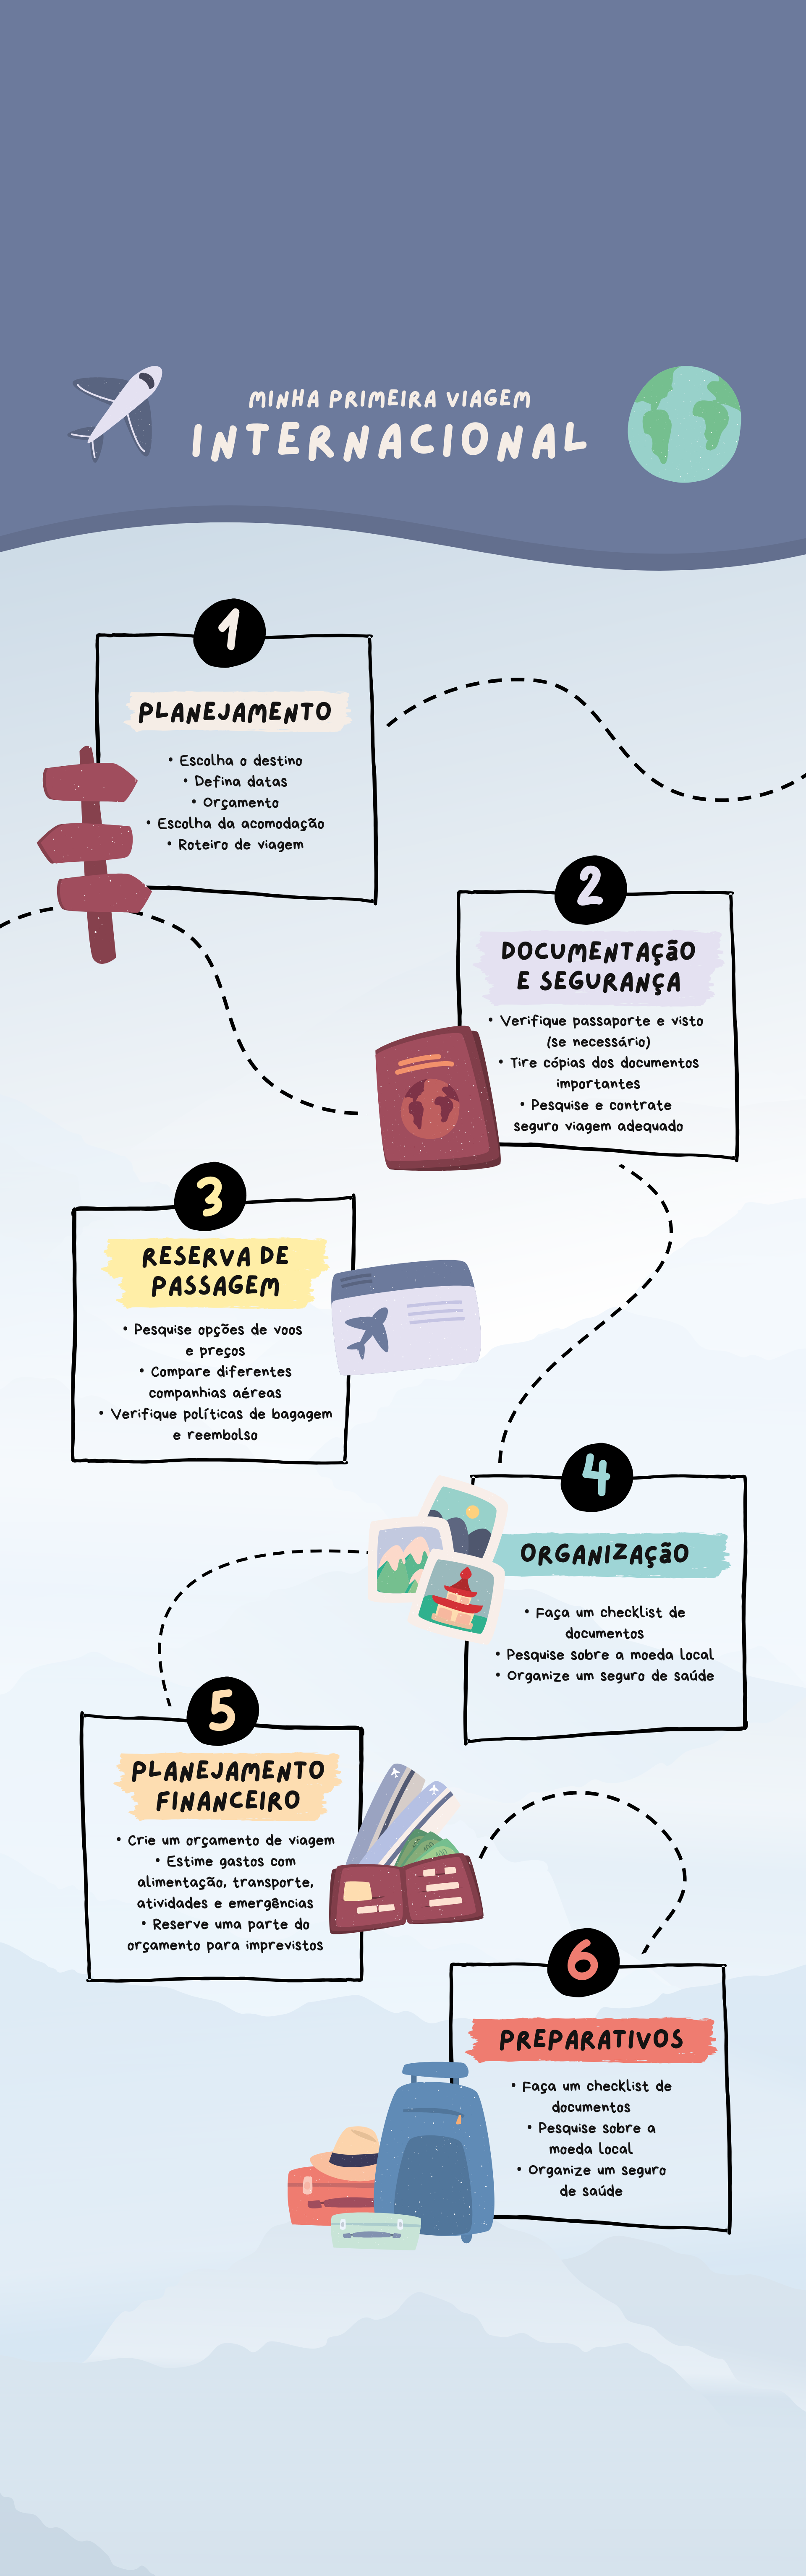 MINHA PRIMEIRA VIAGEM
INTERNACIONAL
1
PLANEJAMENTO
• Escolha o destino
• Defina datas
• Orçamento
• Escolha da acomodação
• Roteiro de viagem
2
DOCUMENTAÇãO
E SEGURANÇA
• Verifique passaporte e visto
(se necessário)
• Tire cópias dos documentos
importantes
• Pesquise e contrate
seguro viagem adequado
3
RESERVA DE
PASSAGEM
• Pesquise opções de voos
e preços
• Compare diferentes
companhias aéreas
• Verifique políticas de bagagem
e reembolso
4
ORGANIZAÇãO
• Faça um checklist de
documentos
• Pesquise sobre a moeda local
• Organize um seguro de saúde
5
PLANEJAMENTO
FINANCEIRO
• Crie um orçamento de viagem
• Estime gastos com
alimentação, transporte,
atividades e emergências
• Reserve uma parte do
orçamento para imprevistos
6
PREPARATIVOS
• Faça um checklist de
documentos
• Pesquise sobre a
moeda local
• Organize um seguro
de saúde